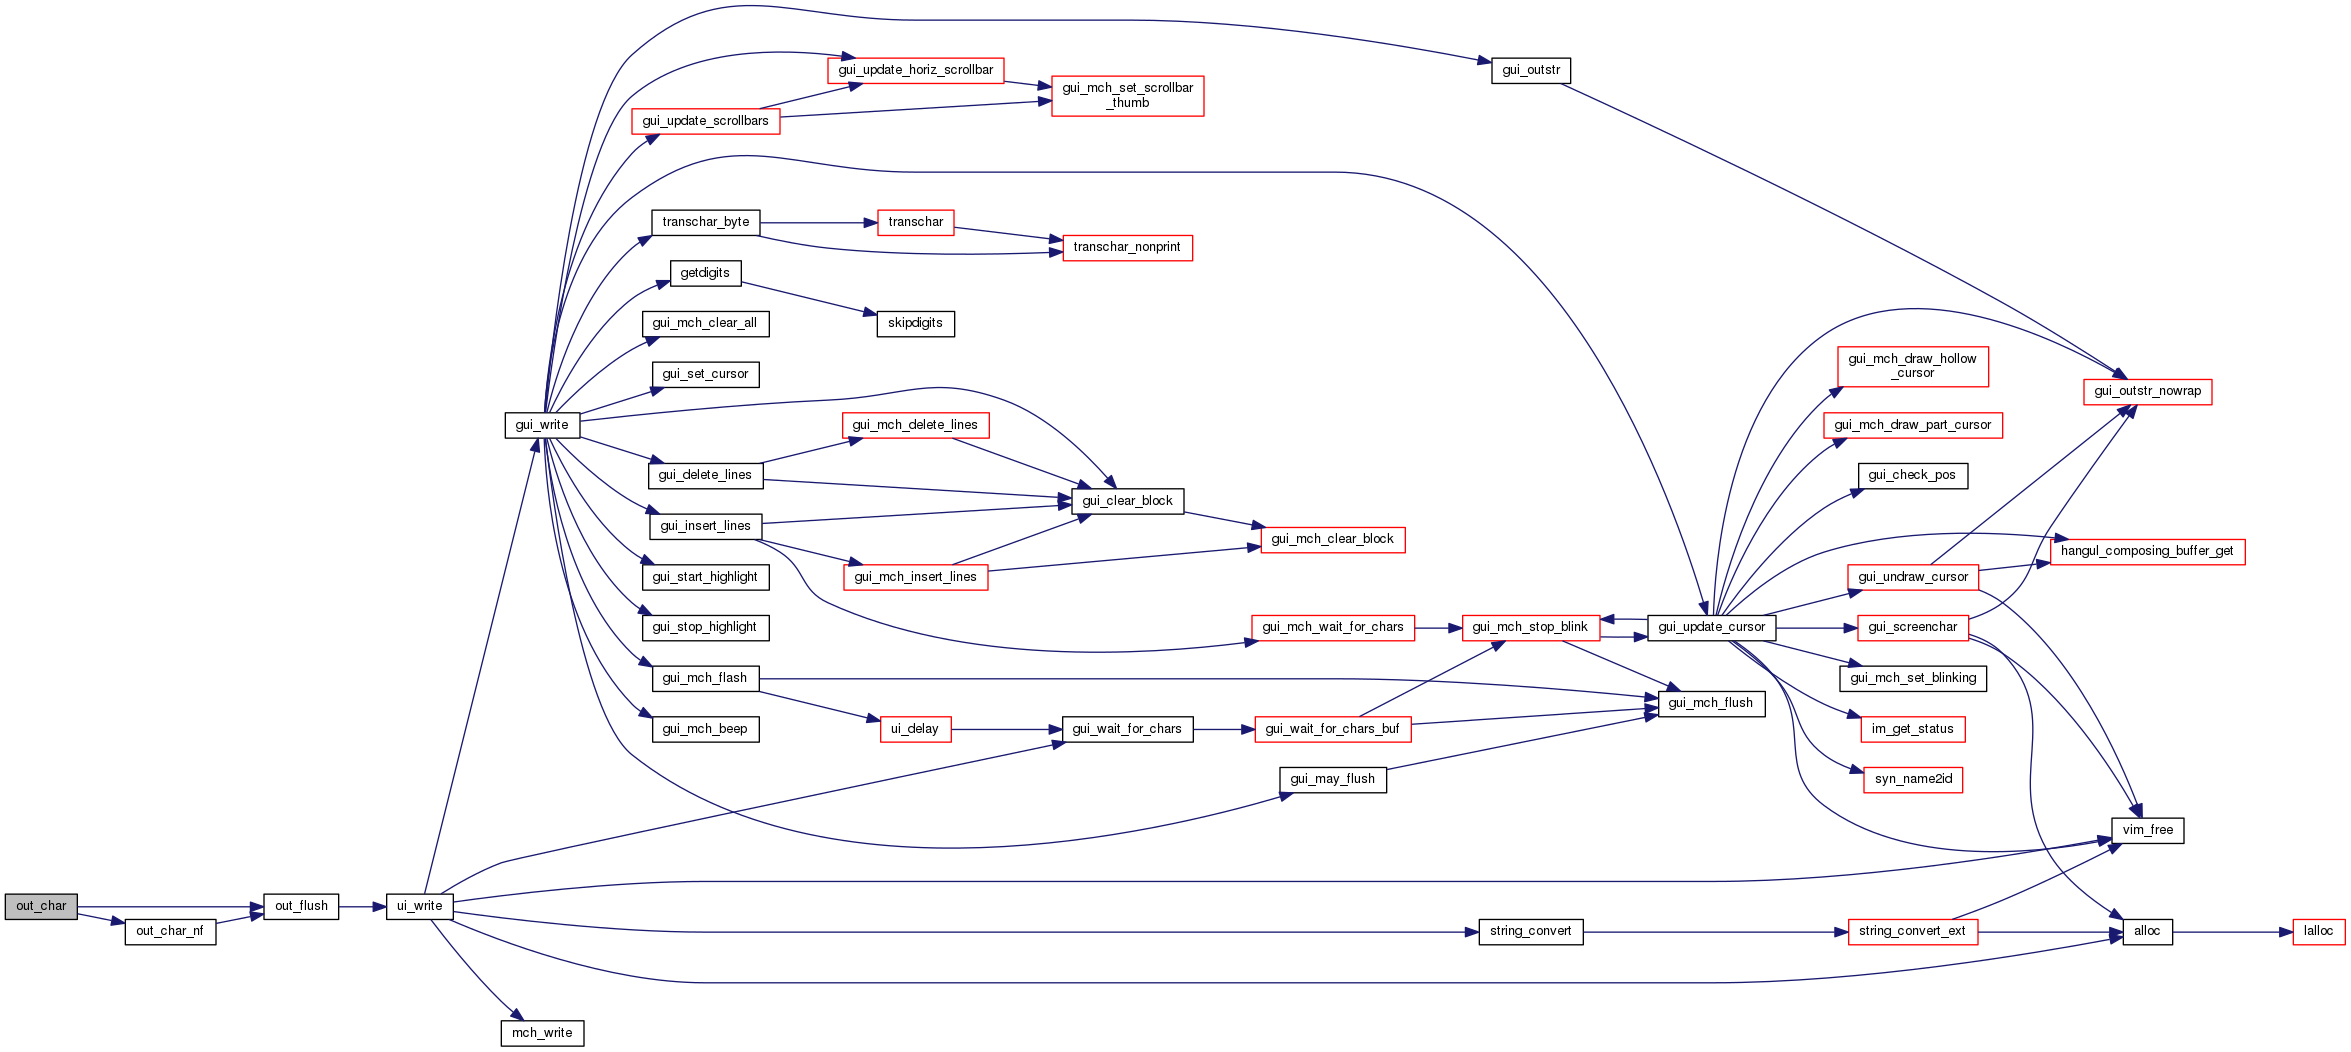 gui_outstr
gui_update_horiz_scrollbar
gui_mch_set_scrollbar
_thumb
gui_update_scrollbars
transchar_byte
transchar
transchar_nonprint
getdigits
skipdigits
gui_mch_clear_all
gui_set_cursor
gui_mch_draw_hollow
_cursor
gui_outstr_nowrap
gui_write
gui_mch_delete_lines
gui_mch_draw_part_cursor
gui_delete_lines
gui_check_pos
gui_clear_block
gui_insert_lines
gui_mch_clear_block
hangul_composing_buffer_get
gui_start_highlight
gui_mch_insert_lines
gui_undraw_cursor
gui_stop_highlight
gui_mch_wait_for_chars
gui_mch_stop_blink
gui_update_cursor
gui_screenchar
gui_mch_flash
gui_mch_set_blinking
gui_mch_flush
gui_mch_beep
ui_delay
gui_wait_for_chars
gui_wait_for_chars_buf
im_get_status
gui_may_flush
syn_name2id
vim_free
out_char
out_flush
ui_write
out_char_nf
string_convert
string_convert_ext
alloc
lalloc
mch_write